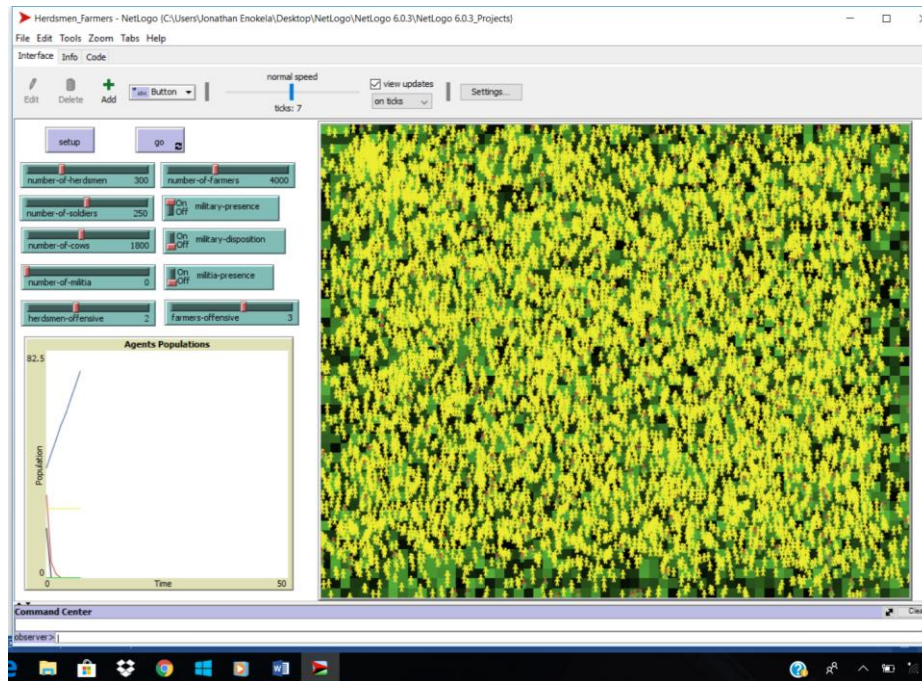 Herdsmen_Farmers - NetLogo {C:\Users\Jonathan Enokela\Desktop\NetLogo\NetLogo 6.0.3\NetLogo 6.0.3_Projects}
File Edit Tools Zoom Tabs Help
Interface Info Code
normal speed
view updates
Edit Delete Add
abc Button
on ticks
Settings...
ticks: 7
setup
go
number-of-herdsmen 300
number-of-farmers 4000
number-of-soldiers 250
On Off military-presence
number-of-cows 1800
On Off military-disposition
number-of-militia 0
On Off militia-presence
herdsmen-offensive 2
farmers-offensive 3
Agents Populations
82.5
Population
0
0 Time 50
Command Center
Clea
observer>